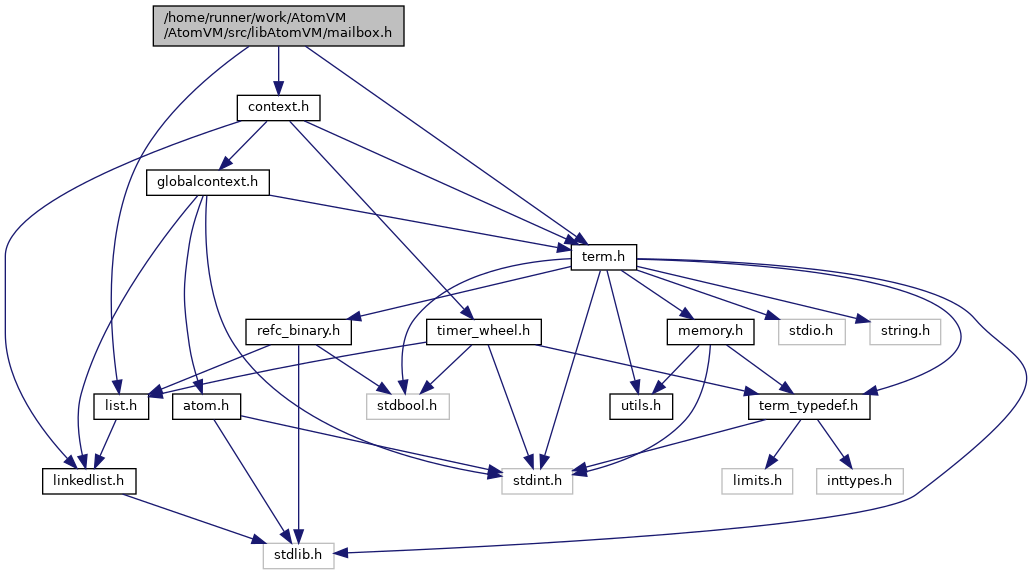 /home/runner/work/AtomVM
/AtomVM/src/libAtomVM/mailbox.h
context.h
globalcontext.h
term.h
refc_binary.h
timer_wheel.h
memory.h
stdio.h
string.h
list.h
atom.h
stdbool.h
utils.h
term_typedef.h
linkedlist.h
stdint.h
limits.h
inttypes.h
stdlib.h